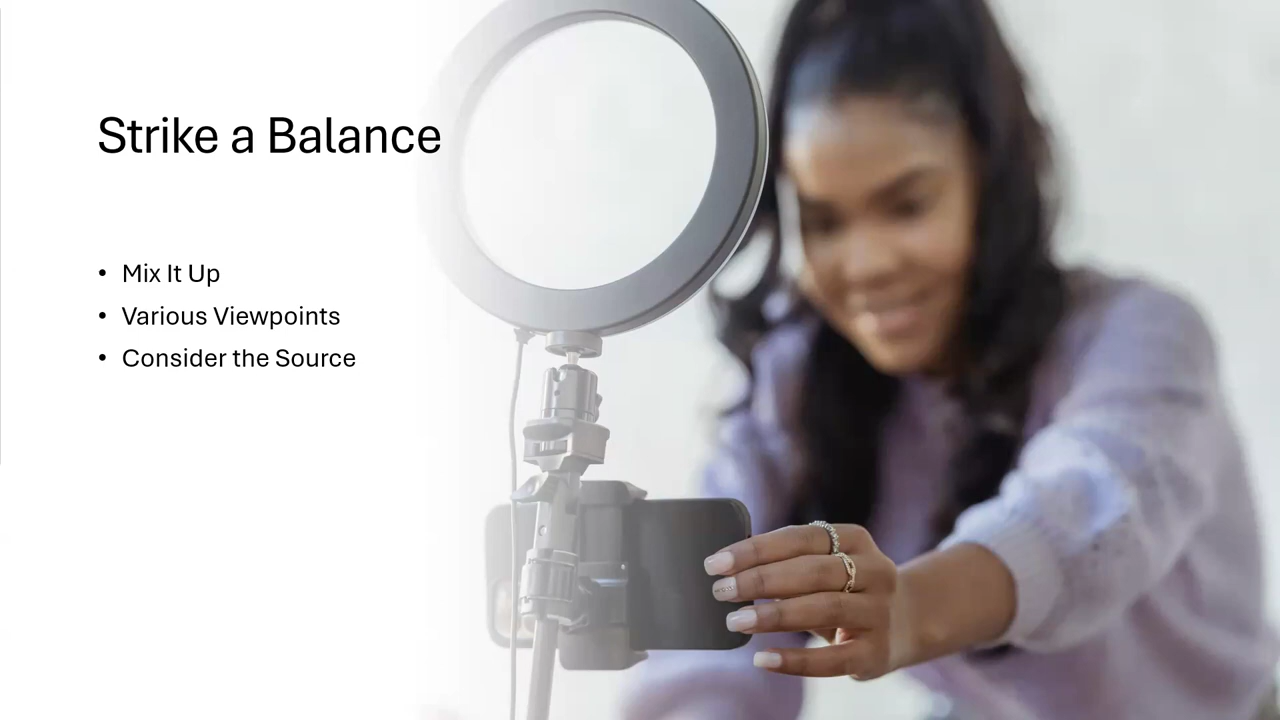 Strike a Balance
• Mix It Up
• Various Viewpoints
• Consider the Source